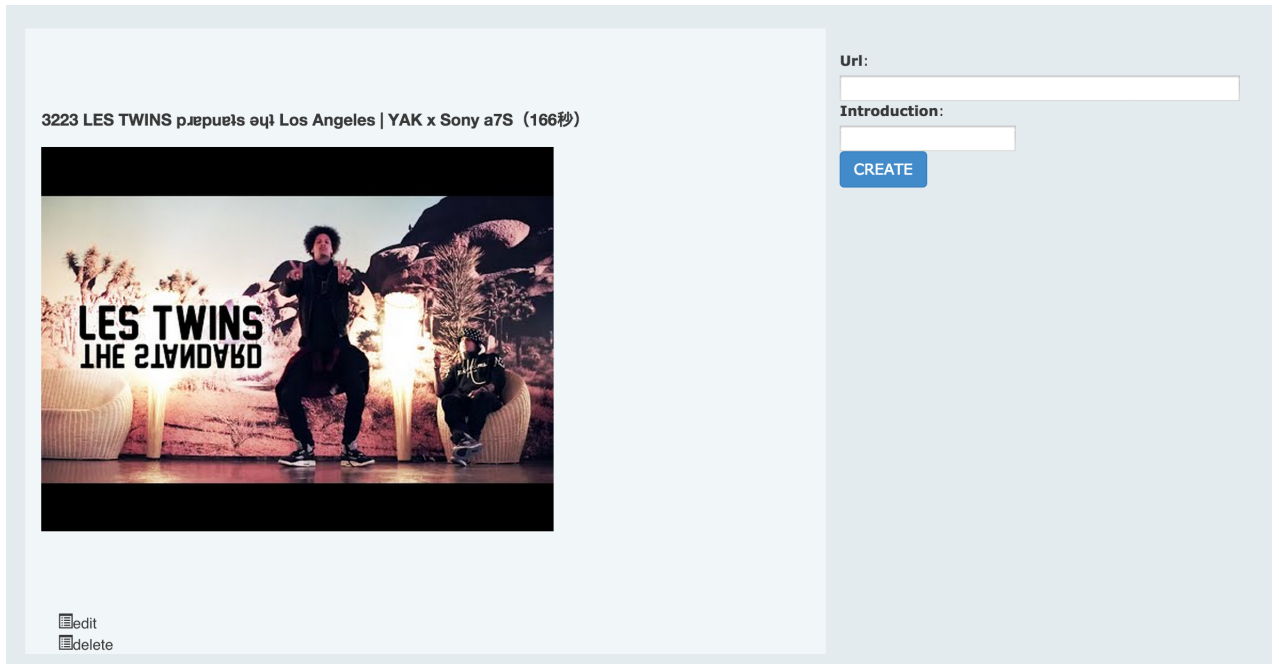 3223 LES TWINS pɹɐpuɐʇs ǝɥʇ Los Angeles | YAK x Sony a7S（166秒）
LES TWINS
THE STANDARD
edit
delete
Url:
Introduction:
CREATE